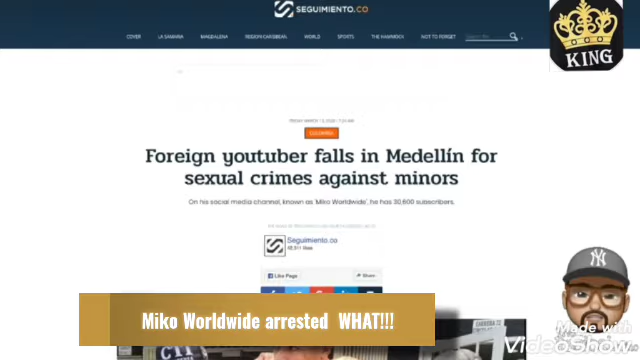 SEGUIMIENTO.CO
COVER LA SAMARIA MAGDALENA REGION CARIBBEAN WORLD SPORTS THE HAMMOCK NOT TO FORGET
KING
COLOMBIA
Foreign youtuber falls in Medellín for
sexual crimes against minors
On his social media channel, known as 'Miko Worldwide', he has 30,600 subscribers.
Seguimiento.co
likes
Like Page Share
Miko Worldwide arrested WHAT!!!
Made with
VideoShow